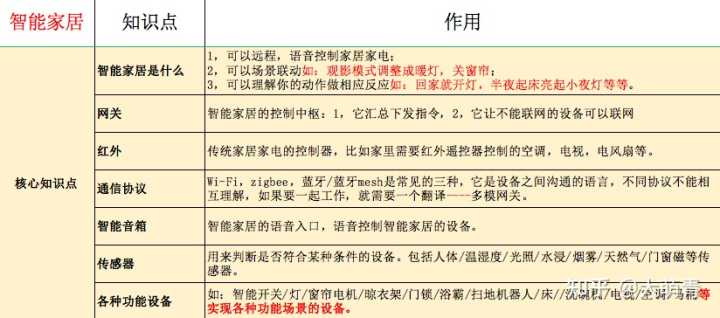 智能家居 知识点 作用
核心知识点
智能家居是什么
1，可以远程，语音控制家居家电；
2，可以场景联动如：观影模式调整成暖灯，关窗帘；
3，可以理解你的动作做相应反应如：回家就开灯，半夜起床亮起小夜灯等等。
网关
智能家居的控制中枢：1，它汇总下发指令，2，它让不能联网的设备可以联网
红外
传统家居家电的控制器，比如家里需要红外遥控器控制的空调，电视，电风扇等。
通信协议
Wi-Fi，zigbee，蓝牙/蓝牙mesh是常见的三种，它是设备之间沟通的语言，不同协议不能相
互理解，如果要一起工作，就需要一个翻译----多模网关。
智能音箱
智能家居的语音入口，语音控制智能家居的设备。
传感器
用来判断是否符合某种条件的设备。包括人体/温湿度/光照/水浸/烟雾/天然气/门窗磁等传
感器。
各种功能设备
如：智能开关/灯/窗帘电机/晾衣架/门锁/浴霸/扫地机器人/床//洗碗机/电视/空调/马桶等
实现各种功能场景的设备。
知乎